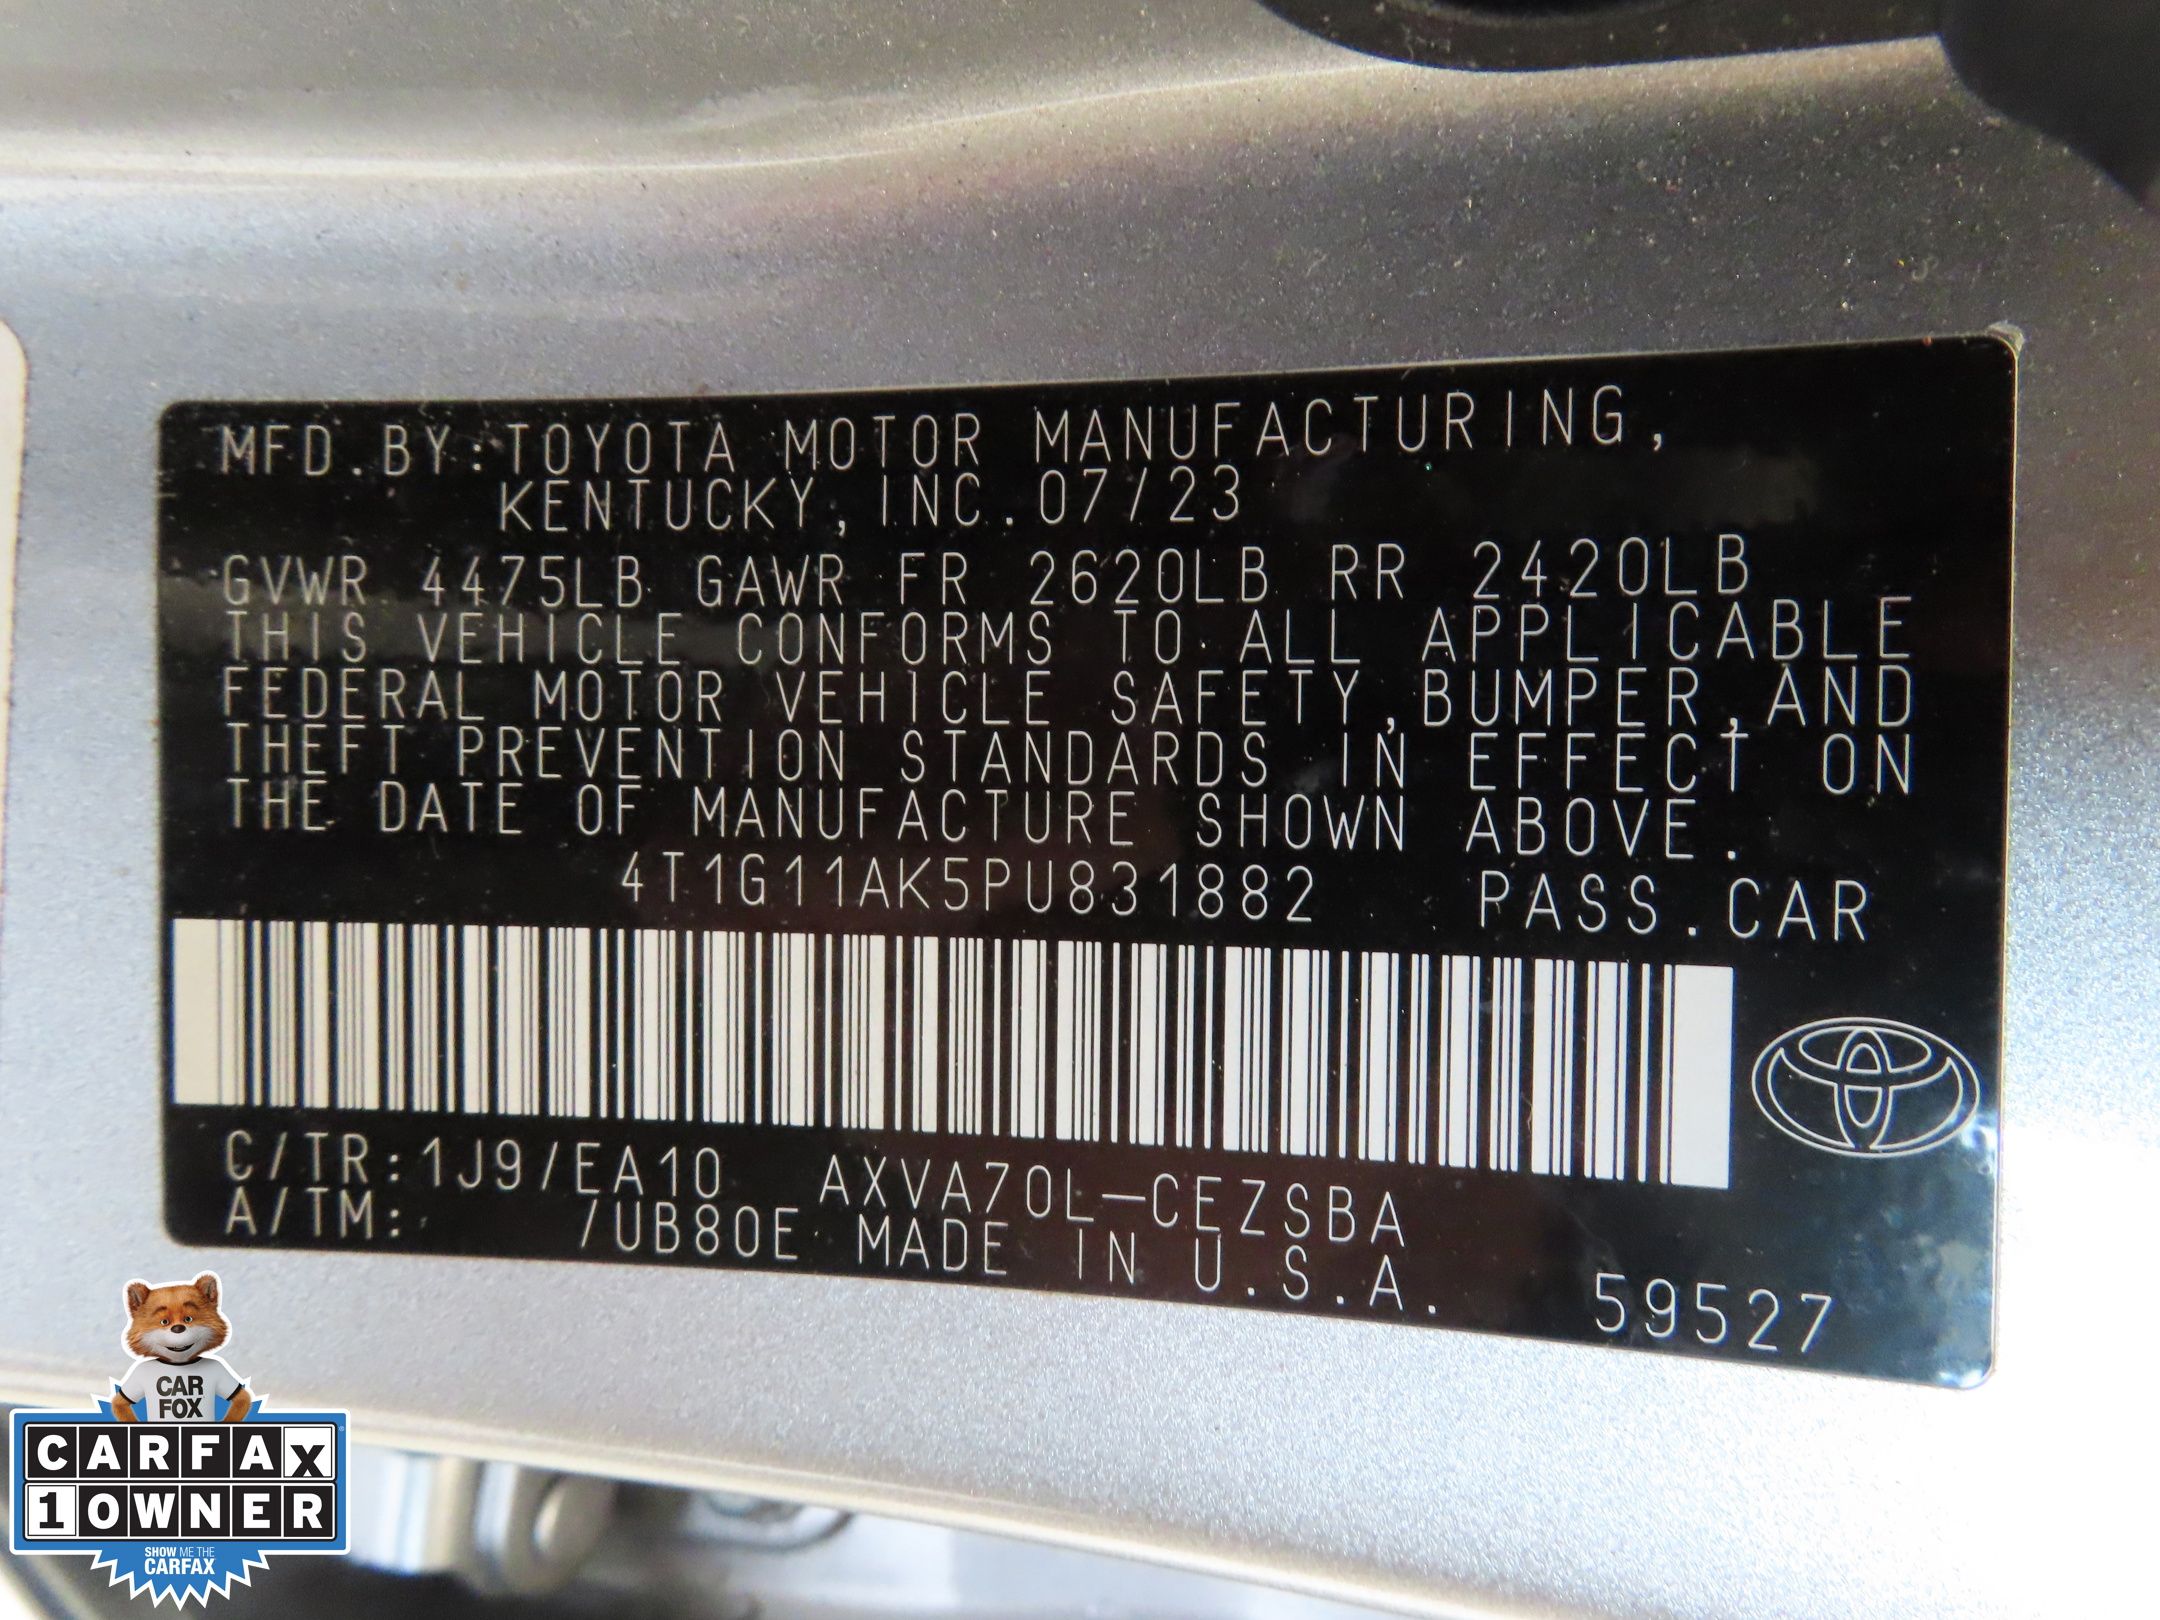 MFD.BY:TOYOTA MOTOR MANUFACTURING,
KENTUCKY, INC. 07/23
GVWR 4475LB GAWR FR 2620LB RR 2420LB
THIS VEHICLE CONFORMS TO ALL APPLICABLE
FEDERAL MOTOR VEHICLE SAFETY,BUMPER,AND
THEFT PREVENTION STANDARDS IN EFFECT ON
THE DATE OF MANUFACTURE SHOWN ABOVE.
4T1G11AK5PU831882 PASS.CAR
C/TR:1J9/EA10 AXVA70L-CEZSBA
A/TM: /UB80E MADE IN U.S.A.
59527
CAR
FOX
CARFAX
1OWNER
SHOW ME THE
CARFAX